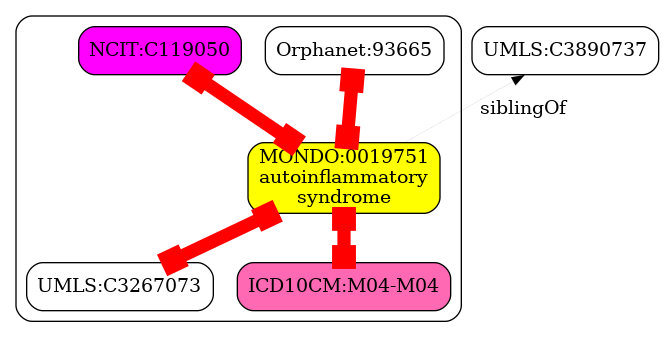 NCIT:C119050
Orphanet:93665
UMLS:C3890737
siblingOf
MONDO:0019751
autoinflammatory
syndrome
UMLS:C3267073
ICD10CM:M04-M04